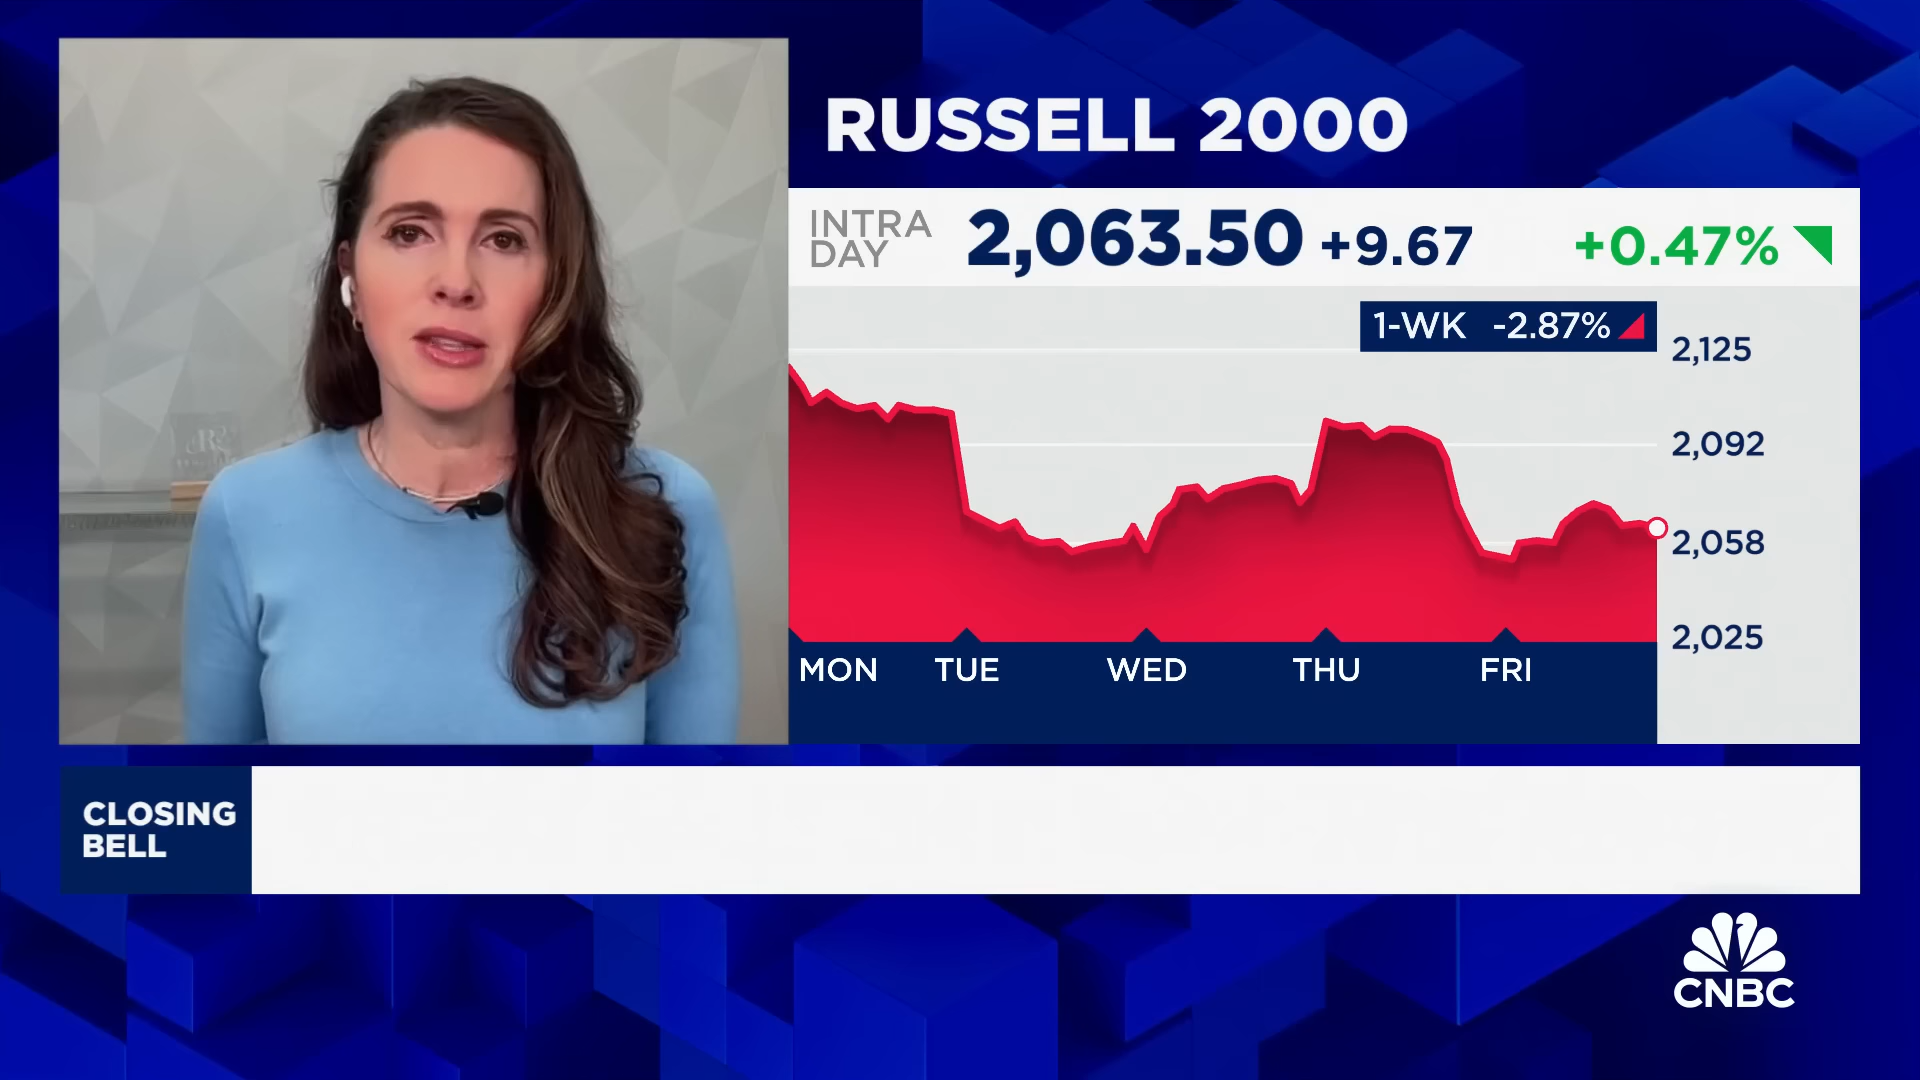 RUSSELL 2000
INTRA
DAY
2,063.50 +9.67 +0.47%
1-WK -2.87%
2,125
2,092
2,058
2,025
MON TUE WED THU FRI
CLOSING
BELL
CNBC